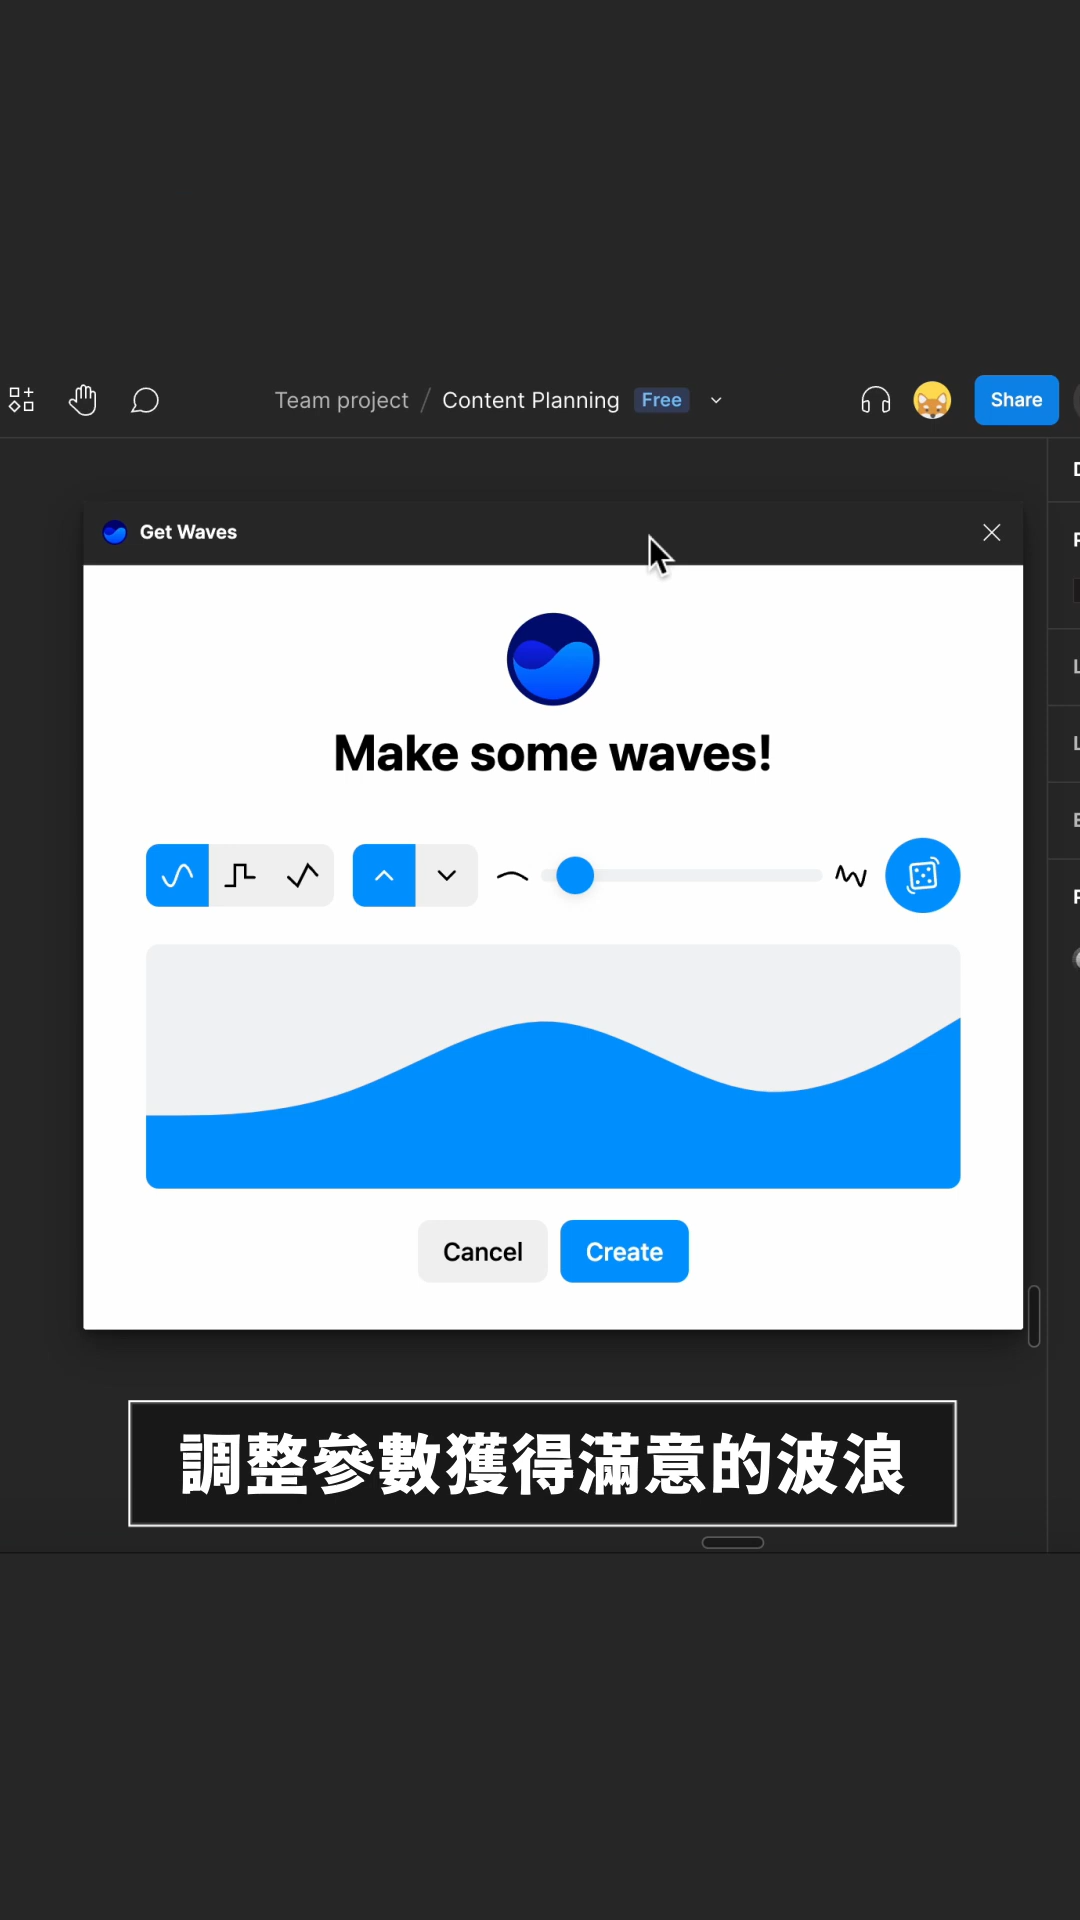 Team project / Content Planning Free
Share
Get Waves
Make some waves!
Cancel Create
調整參數獲得滿意的波浪